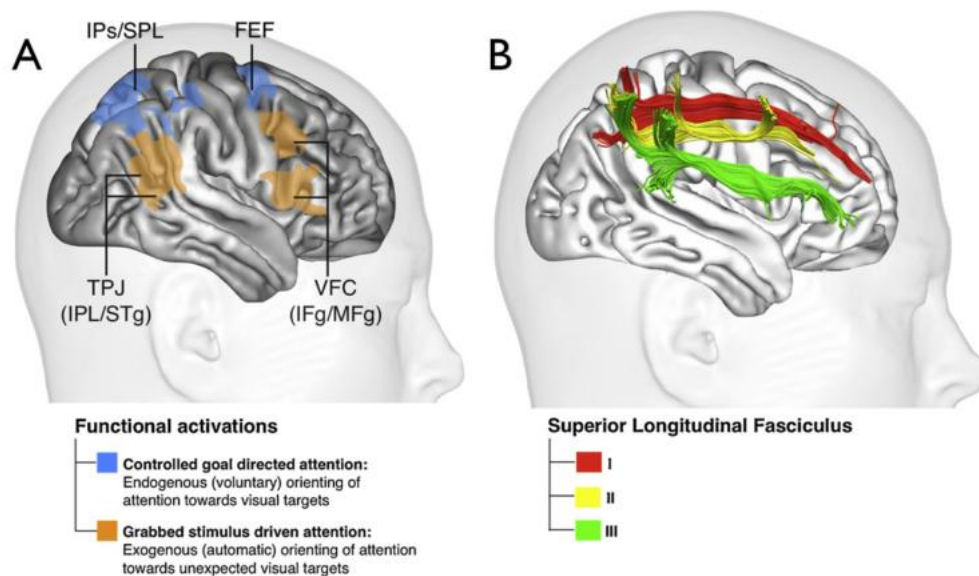 A
IPs/SPL
FEF
TPJ
(IPL/STg)
VFC
(IFg/MFg)
Functional activations
Controlled goal directed attention:
Endogenous (voluntary) orienting of
attention towards visual targets
Grabbed stimulus driven attention:
Exogenous (automatic) orienting of attention
towards unexpected visual targets
B
Superior Longitudinal Fasciculus
I
II
III